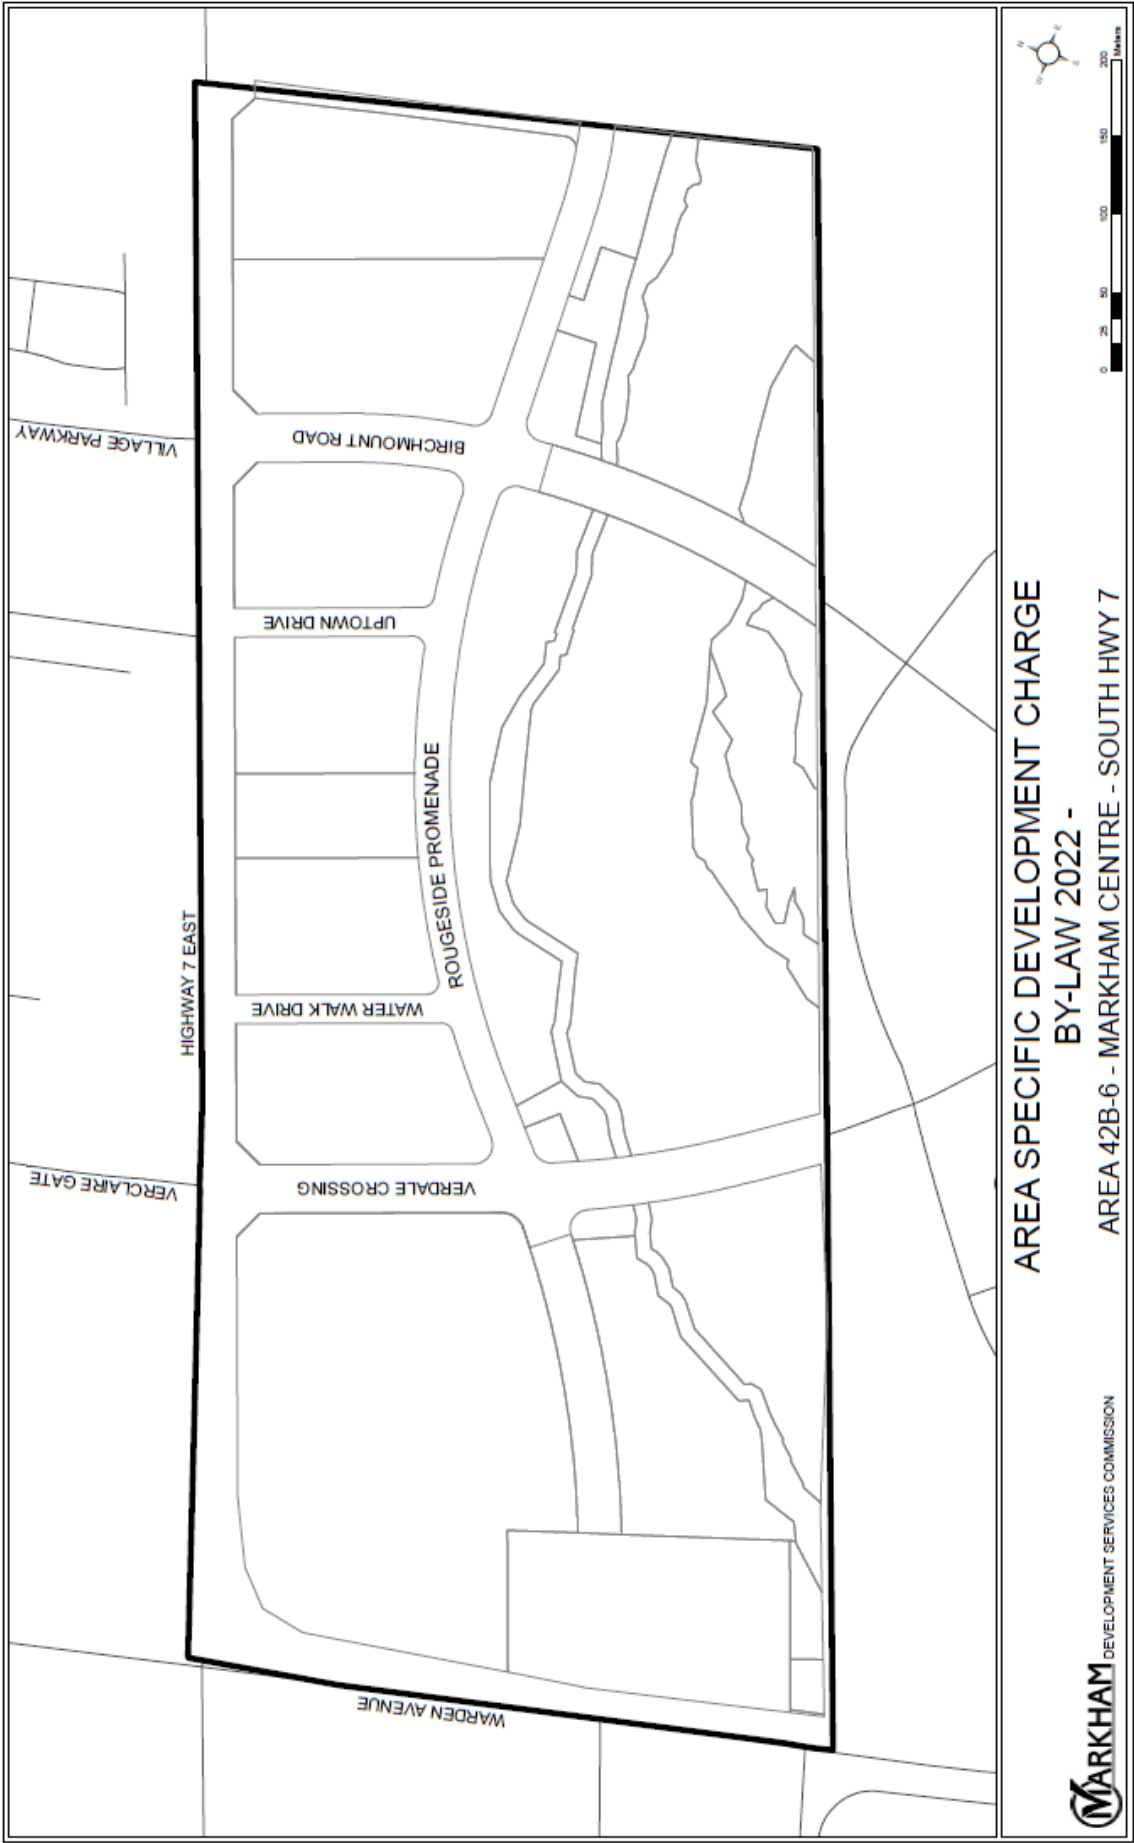 VILLAGE PARKWAY
VERCLAIRE GATE
HIGHWAY 7 EAST
BIRCHMOUNT ROAD
UPTOWN DRIVE
WATER WALK DRIVE
VERDALE CROSSING
ROUGESIDE PROMENADE
WARDEN AVENUE
AREA SPECIFIC DEVELOPMENT CHARGE
BY-LAW 2022 -
AREA 42B-6 - MARKHAM CENTRE - SOUTH HWY 7
MARKHAM DEVELOPMENT SERVICES COMMISSION
N
E
S
W
0 25 50 100 150 200
Meters